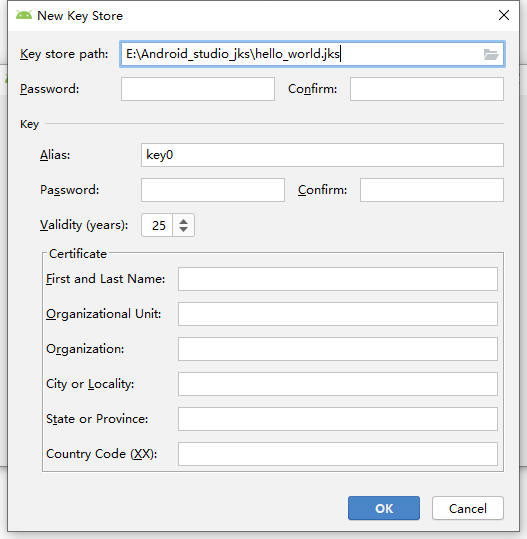 New Key Store
Key store path: E:\Android_studio_jks\hello_world.jks
Password: Confirm:
Key
Alias: key0
Password: Confirm:
Validity (years): 25
Certificate
First and Last Name:
Organizational Unit:
Organization:
City or Locality:
State or Province:
Country Code (XX):
OK Cancel